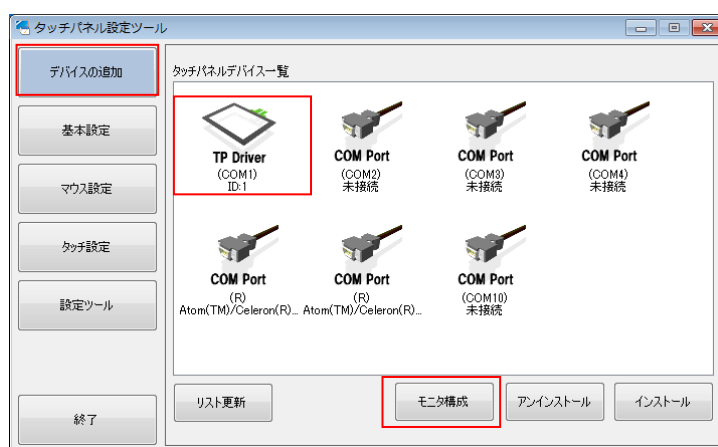 タッチパネル設定ツール
デバイスの追加
基本設定
マウス設定
タッチ設定
設定ツール
終了
タッチパネルデバイス一覧
TP Driver
(COM1)
ID:1
COM Port
(COM2)
未接続
COM Port
(COM3)
未接続
COM Port
(COM4)
未接続
COM Port
(R)
Atom(TM)/Celeron(R)...
COM Port
(R)
Atom(TM)/Celeron(R)...
COM Port
(COM10)
未接続
リスト更新
モニタ構成
アンインストール
インストール